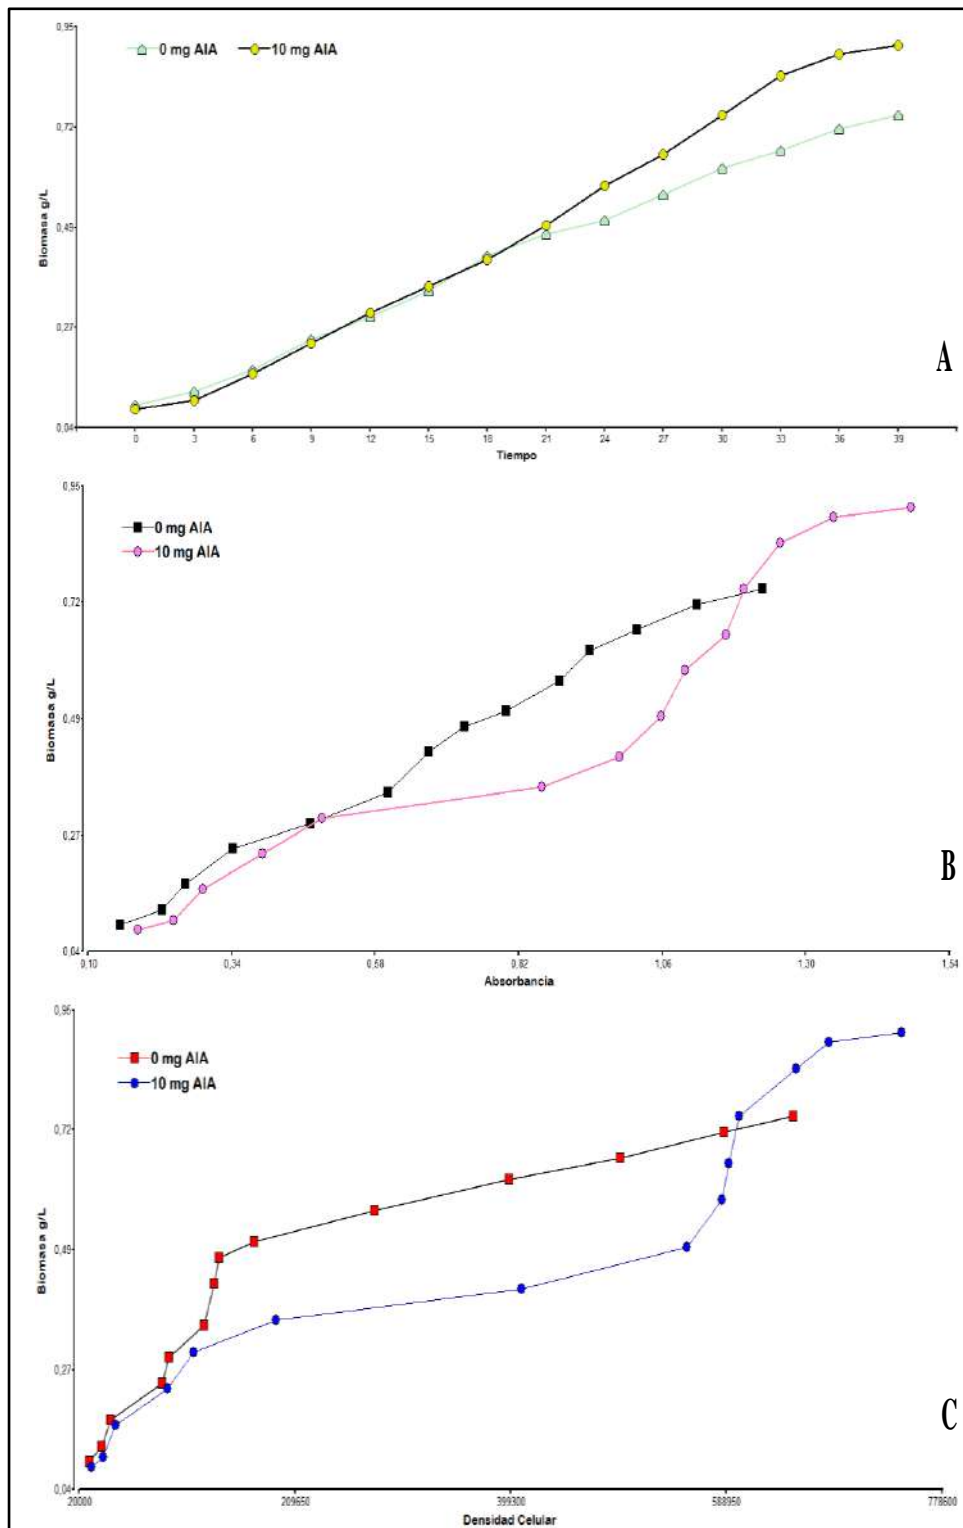 0,95
0 mg AIA 10 mg AIA
0,72
Biomasa g/L
0,49
0,27
A
0,04
0 3 6 9 12 15 18 21 24 27 30 33 36 39
Tiempo
0,95
0 mg AIA
10 mg AIA
0,72
Biomasa g/L
0,49
0,27
B
0,04
0,10 0,34 0,58 0,82 1,06 1,30 1,54
Absorbancia
0,95
0 mg AIA
10 mg AIA
0,72
Biomasa g/L
0,49
0,27
C
0,04
20000 209650 399300 588950 778600
Densidad Celular